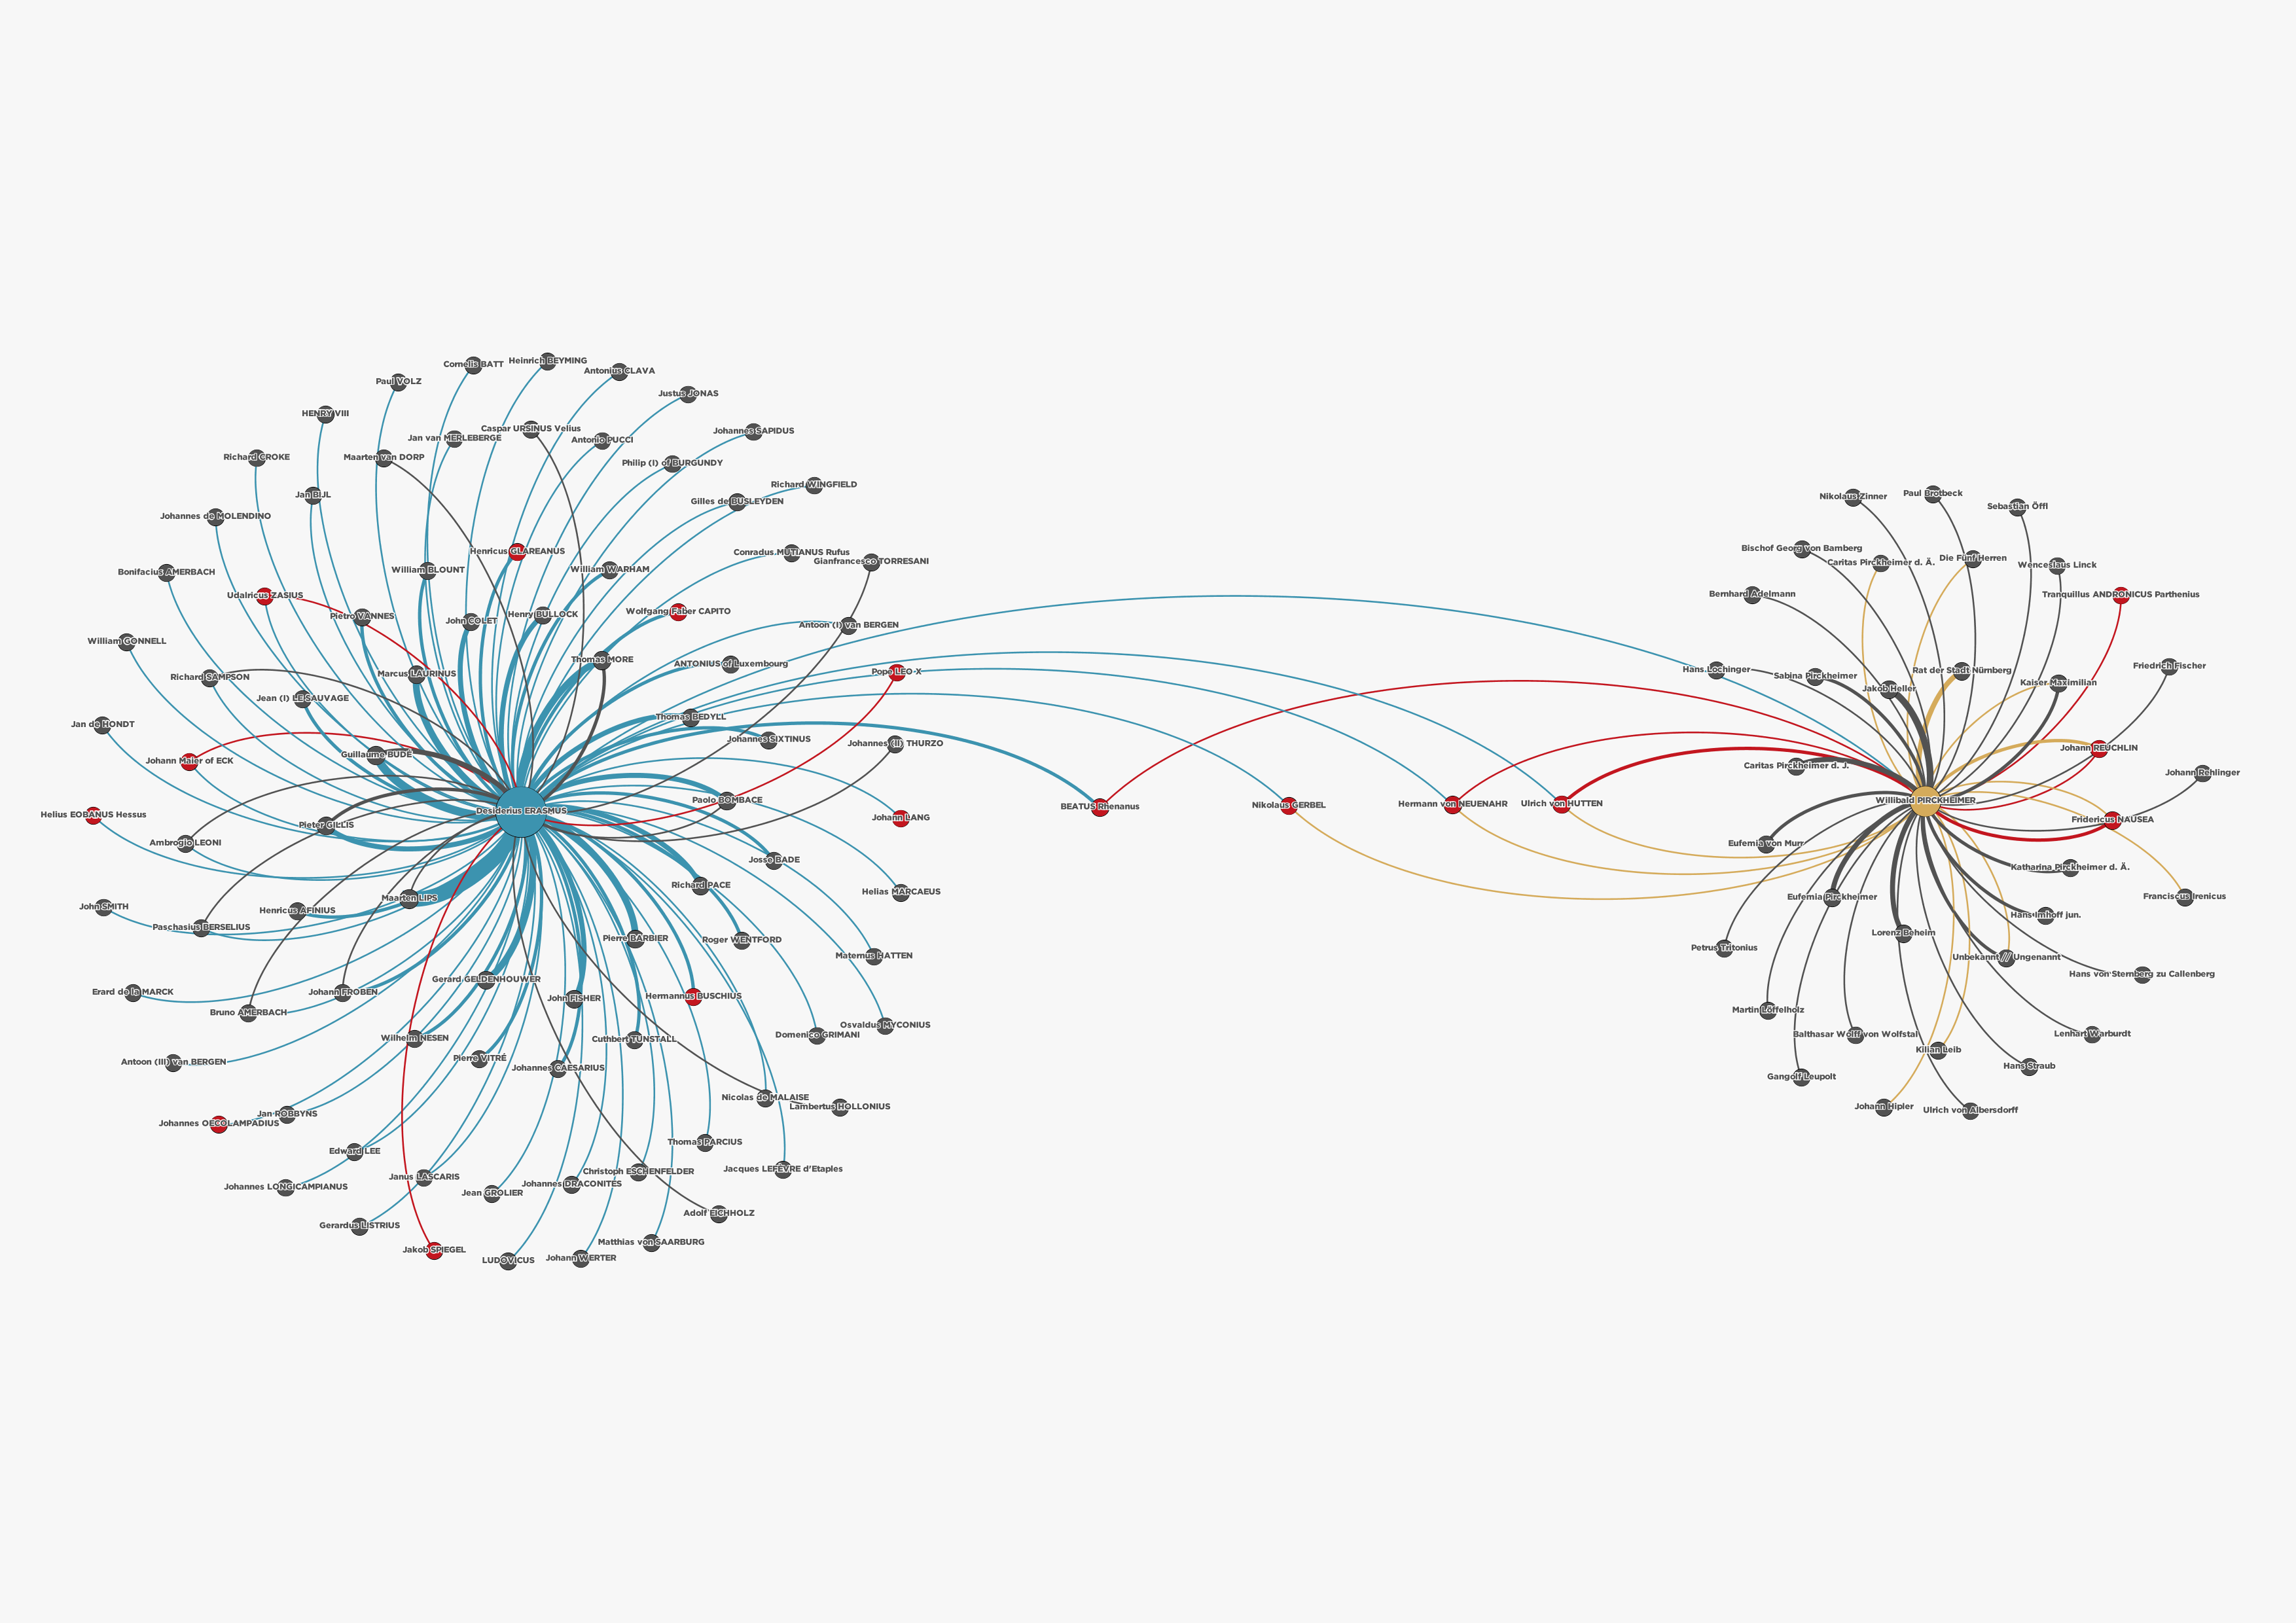 Heinrich BEYMING
Cornelis BATT
Antonius CLAVA
Paul VOLZ
Justus JONAS
HENRY VIII
Caspar URSINUS Velius
Johannes SAPIDUS
Jan van MERLEBERGE
Antonio PUCCI
Richard CROKE
Maarten van DORP
Philip (I) of BURGUNDY
Richard WINGFIELD
Jan BIJL
Gilles de BUSLEYDEN
Johannes de MOLENDINO
Henricus GLAREANUS
Conradus MUTIANUS Rufus
Gianfrancesco TORRESANI
Bonifacius AMERBACH
William BLOUNT
William WARHAM
Udalricus ZASIUS
Pietro VANNES
John COLET
Henry BULLOCK
Wolfgang Faber CAPITO
Antoon (I) van BERGEN
William GONNELL
Thomas MORE
ANTONIUS of Luxembourg
Pope LEO X
Richard SAMPSON
Marcus LAURINUS
Jean (I) LE SAUVAGE
Thomas BEDYLL
Jan de HONDT
Johannes SIXTINUS
Johannes (II) THURZO
Guillaume BUDÉ
Johann Maier of ECK
Paolo BOMBACE
Desiderius ERASMUS
Helius EOBANUS Hessus
Johann LANG
Pieter GILLIS
Ambrogio LEONI
Josse BADE
Richard PACE
Helias MARCAEUS
Maarten LIPS
John SMITH
Henricus AFINIUS
Paschasius BERSELIUS
Pierre BARBIER
Roger WENTFORD
Maternus HATTEN
Gerard GELDENHOUWER
Erard de la MARCK
Johann FROBEN
John FISHER
Hermannus BUSCHIUS
Bruno AMERBACH
Osvaldus MYCONIUS
Domenico GRIMANI
Wilhelm NESEN
Cuthbert TUNSTALL
Antoon (III) van BERGEN
Pierre VITRÉ
Johannes CAESARIUS
Nicolas de MALAISE
Lambertus HOLLONIUS
Jan ROBBYNS
Johannes OECOLAMPADIUS
Thomas PARCIUS
Edward LEE
Christoph ESCHENFELDER
Jacques LEFEVRE d'Etaples
Janus LASCARIS
Johannes DRACONITES
Johannes LONGICAMPIANUS
Jean GROLIER
Adolf EICHHOLZ
Gerardus LISTRIUS
Matthias von SAARBURG
Jakob SPIEGEL
Johann WERTER
LUDOVICUS
BEATUS Rhenanus
Nikolaus GERBEL
Hermann von NEUENAHR
Ulrich von HUTTEN
Paul Brotbeck
Nikolaus Zinner
Sebastian Öffl
Bischof Georg von Bamberg
Die Fünf Herren
Caritas Pirckheimer d. Ä.
Wenceslaus Linck
Bernhard Adelmann
Tranquillus ANDRONICUS Parthenius
Friedrich Fischer
Hans Lochinger
Rat der Stadt Nürnberg
Sabina Pirckheimer
Kaiser Maximilian
Jakob Heller
Johann REUCHLIN
Caritas Pirckheimer d. J.
Johann Rehlinger
Willibald PIRCKHEIMER
Fridericus NAUSEA
Eufemia von Murr
Katharina Pirckheimer d. Ä.
Eufemia Pirckheimer
Franciscus Irenicus
Hans Imhoff jun.
Lorenz Beheim
Petrus Tritonius
Unbekannt // Ungenannt
Hans von Sternberg zu Callenberg
Martin Löffelholz
Balthasar Wolff von Wolfstal
Lenhart Warburdt
Kilian Leib
Hans Straub
Gangolf Leupolt
Johann Hipler
Ulrich von Albersdorff